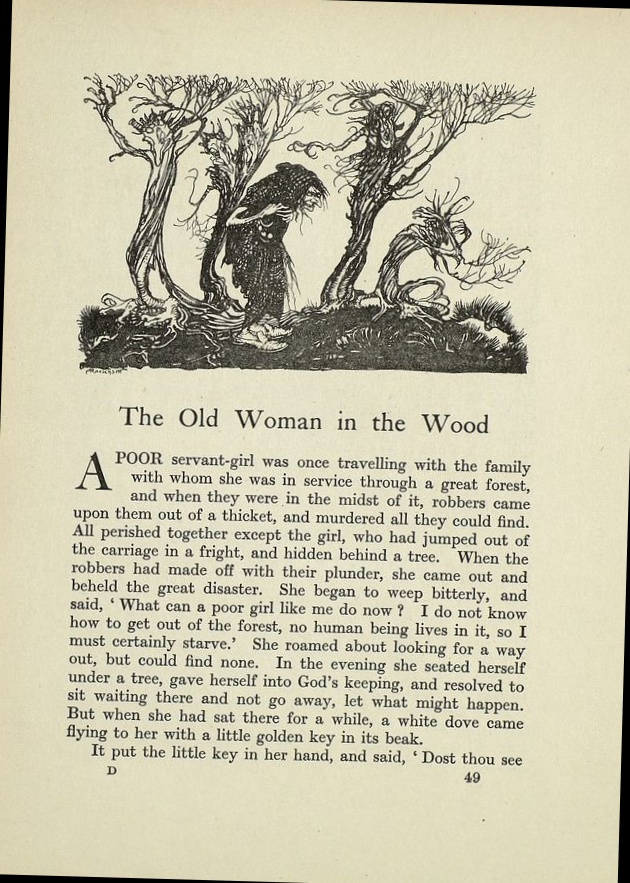 The Old Woman in the Wood
A POOR servant-girl was once travelling with the family
with whom she was in service through a great forest,
and when they were in the midst of it, robbers came
upon them out of a thicket, and murdered all they could find.
All perished together except the girl, who had jumped out of
the carriage in a fright, and hidden behind a tree. When the
robbers had made off with their plunder, she came out and
beheld the great disaster. She began to weep bitterly, and
said, ‘ What can a poor girl like me do now ? I do not know
how to get out of the forest, no human being lives in it, so I
must certainly starve.’ She roamed about looking for a way
out, but could find none. In the evening she seated herself
under a tree, gave herself into God's keeping, and resolved to
sit waiting there and not go away, let what might happen.
But when she had sat there for a while, a white dove came
flying to her with a little golden key in its beak.
It put the little key in her hand, and said, ‘ Dost thou see
D 49